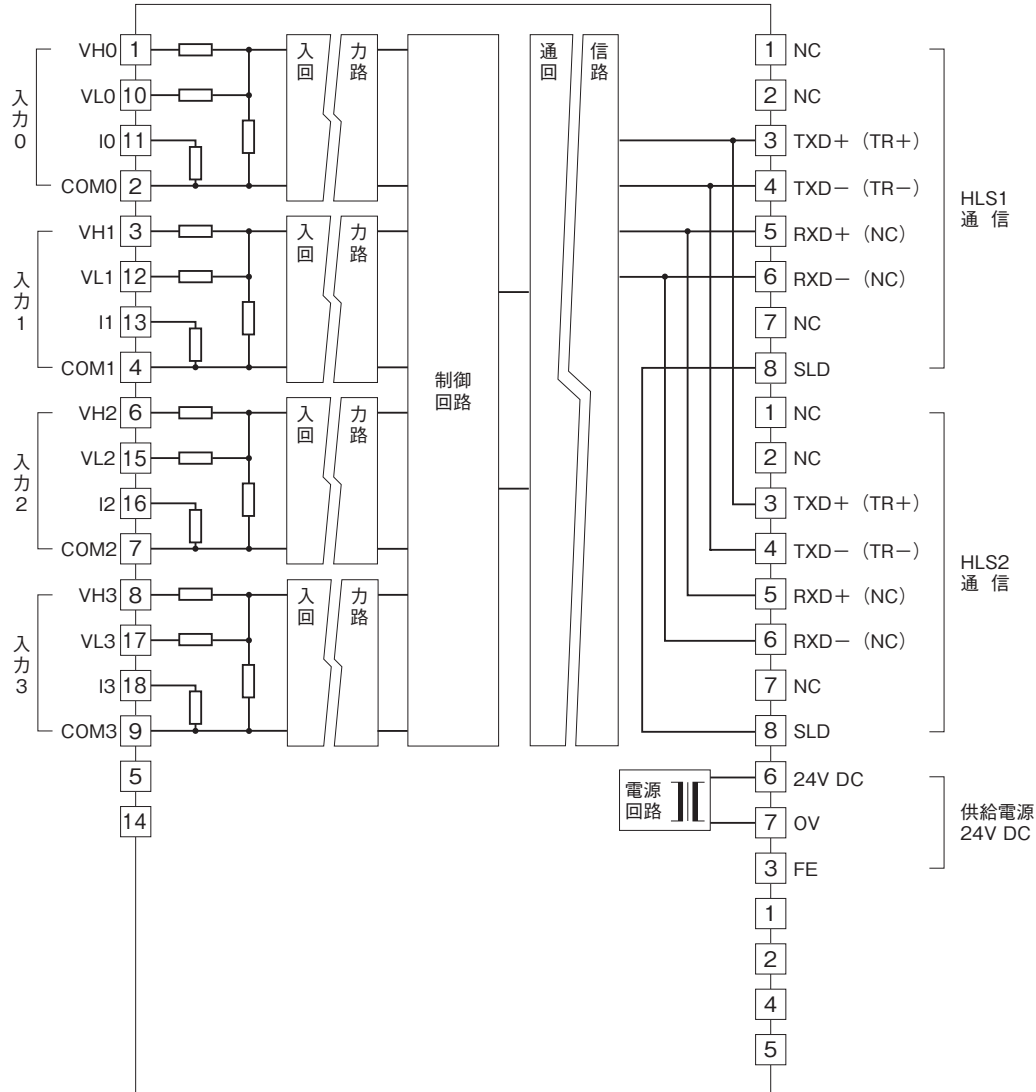 入力0
VH0 1
VL0 10
I0 11
COM0 2
入力
回路
入力1
VH1 3
VL1 12
I1 13
COM1 4
入力
回路
入力2
VH2 6
VL2 15
I2 16
COM2 7
入力
回路
入力3
VH3 8
VL3 17
I3 18
COM3 9
入力
回路
5
14
制御
回路
通信
回路
1 NC
2 NC
3 TXD+ (TR+)
4 TXD− (TR−)
5 RXD+ (NC)
6 RXD− (NC)
7 NC
8 SLD
HLS1
通 信
1 NC
2 NC
3 TXD+ (TR+)
4 TXD− (TR−)
5 RXD+ (NC)
6 RXD− (NC)
7 NC
8 SLD
HLS2
通 信
電源
回路
6 24V DC
7 0V
3 FE
供給電源
24V DC
1
2
4
5